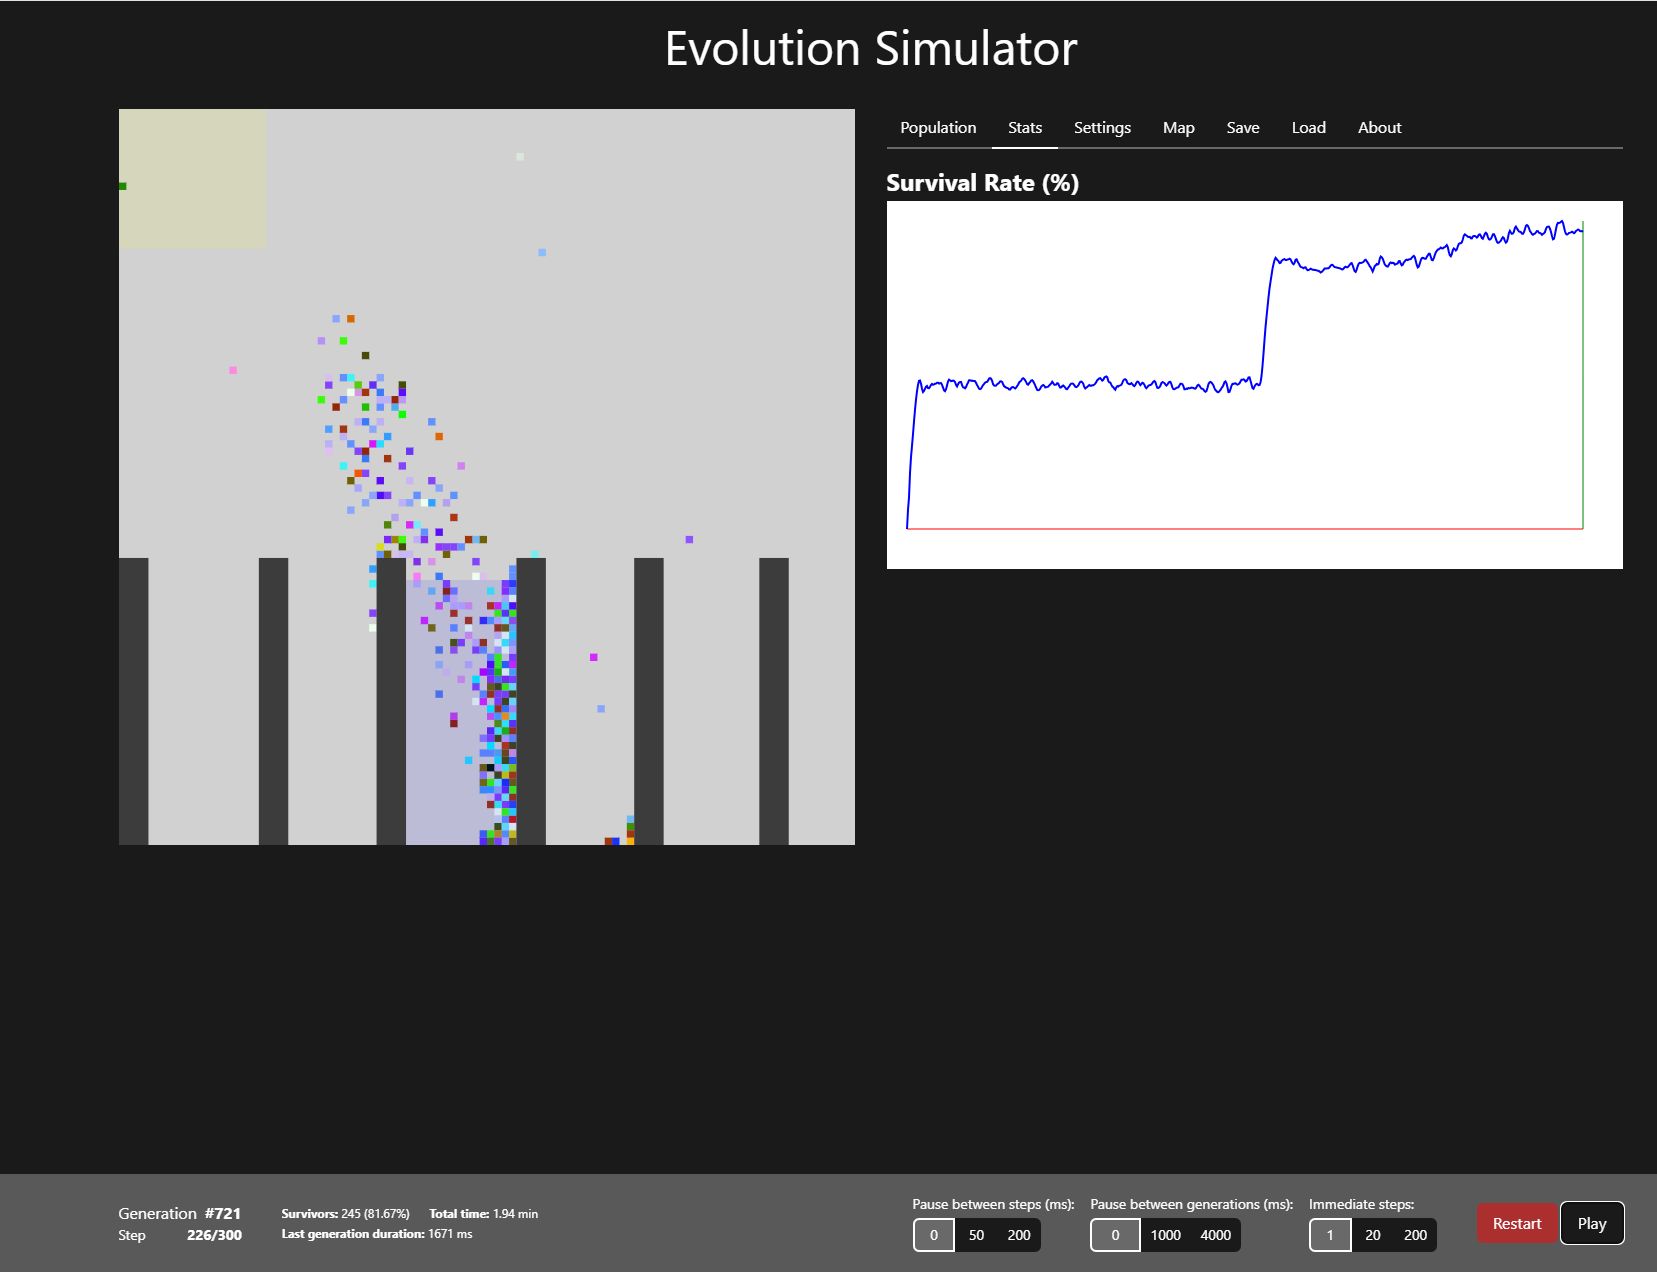 Evolution Simulator
Population Stats Settings Map Save Load About
Survival Rate (%)
Generation #721
Step 226/300
Survivors: 245 (81.67%) Total time: 1.94 min
Last generation duration: 1671 ms
Pause between steps (ms):
0 50 200
Pause between generations (ms):
0 1000 4000
Immediate steps:
1 20 200
Restart
Play